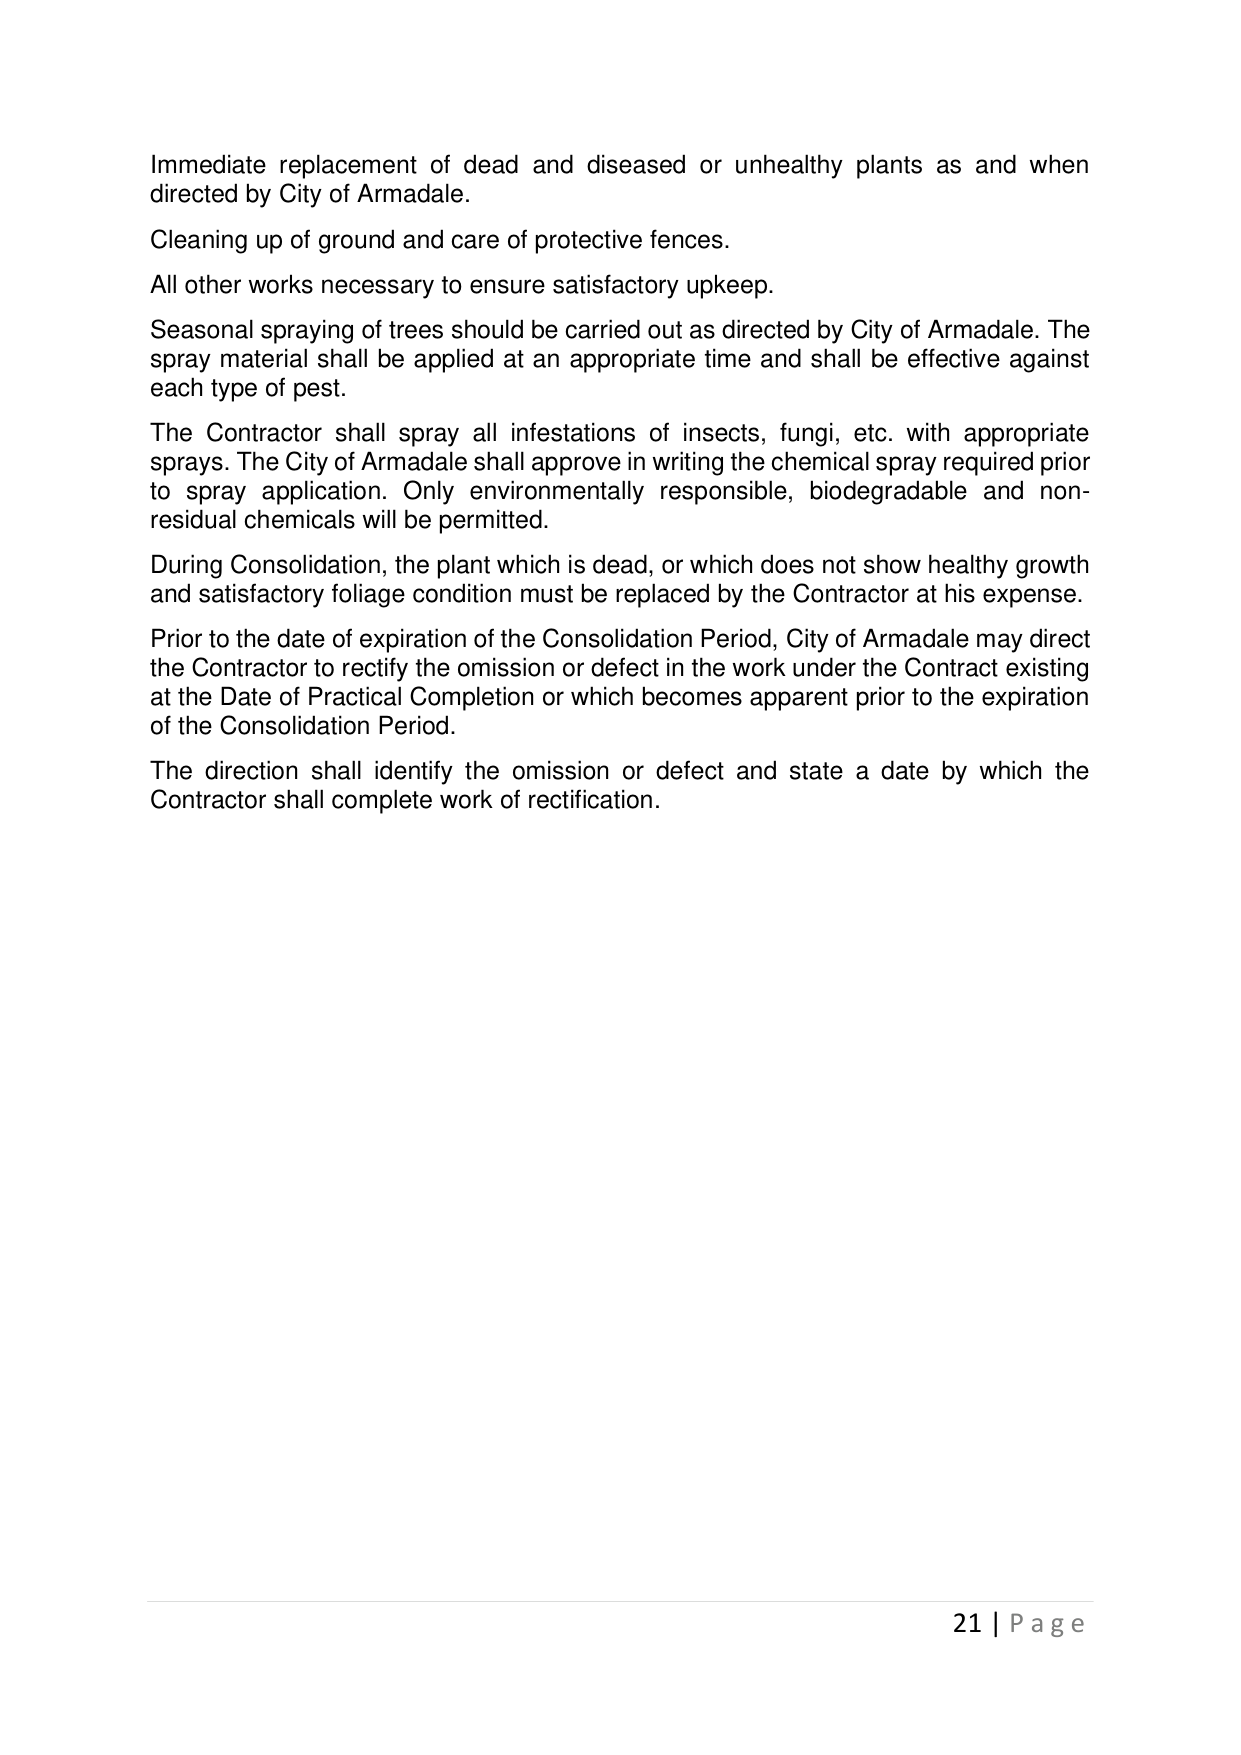 Immediate replacement of dead and diseased or unhealthy plants as and when
directed by City of Armadale.
Cleaning up of ground and care of protective fences.
All other works necessary to ensure satisfactory upkeep.
Seasonal spraying of trees should be carried out as directed by City of Armadale. The
spray material shall be applied at an appropriate time and shall be effective against
each type of pest.
The Contractor shall spray all infestations of insects, fungi, etc. with appropriate
sprays. The City of Armadale shall approve in writing the chemical spray required prior
to spray application. Only environmentally responsible, biodegradable and non-
residual chemicals will be permitted.
During Consolidation, the plant which is dead, or which does not show healthy growth
and satisfactory foliage condition must be replaced by the Contractor at his expense.
Prior to the date of expiration of the Consolidation Period, City of Armadale may direct
the Contractor to rectify the omission or defect in the work under the Contract existing
at the Date of Practical Completion or which becomes apparent prior to the expiration
of the Consolidation Period.
The direction shall identify the omission or defect and state a date by which the
Contractor shall complete work of rectification.
21 | Page